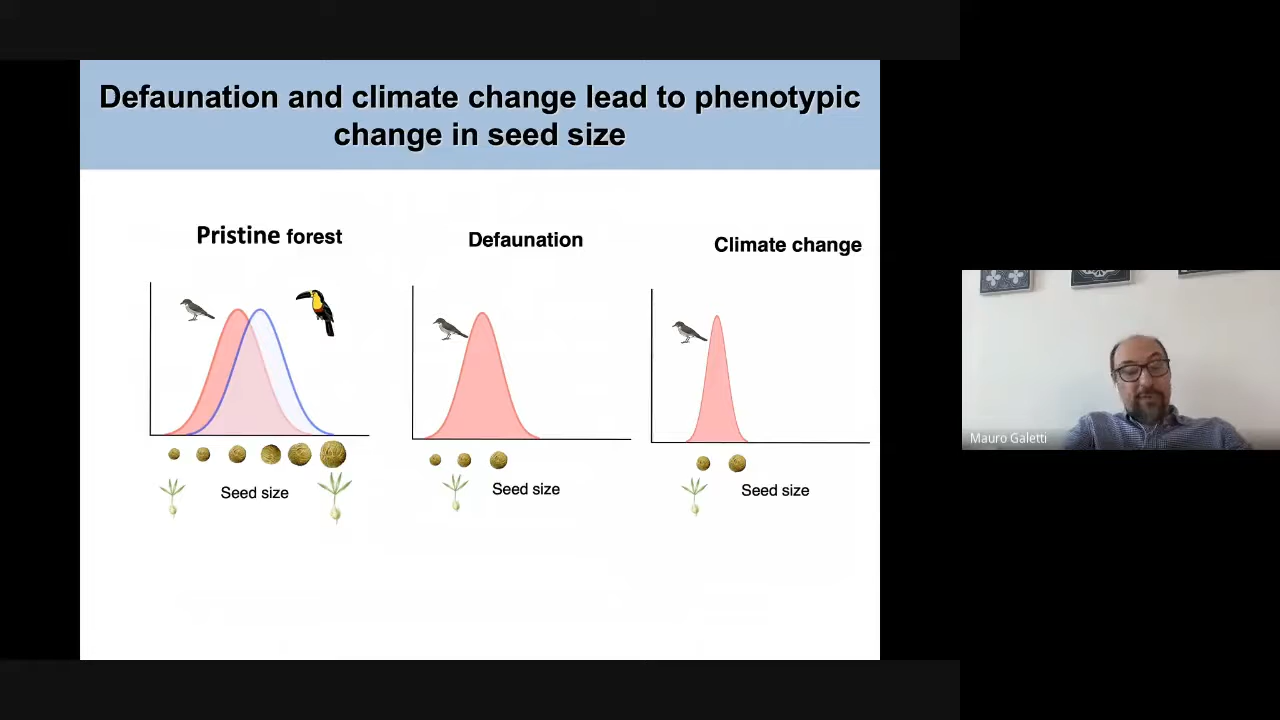 Defaunation and climate change lead to phenotypic
change in seed size
Pristine forest
Defaunation
Climate change
Seed size
Seed size
Seed size
Mauro Galetti